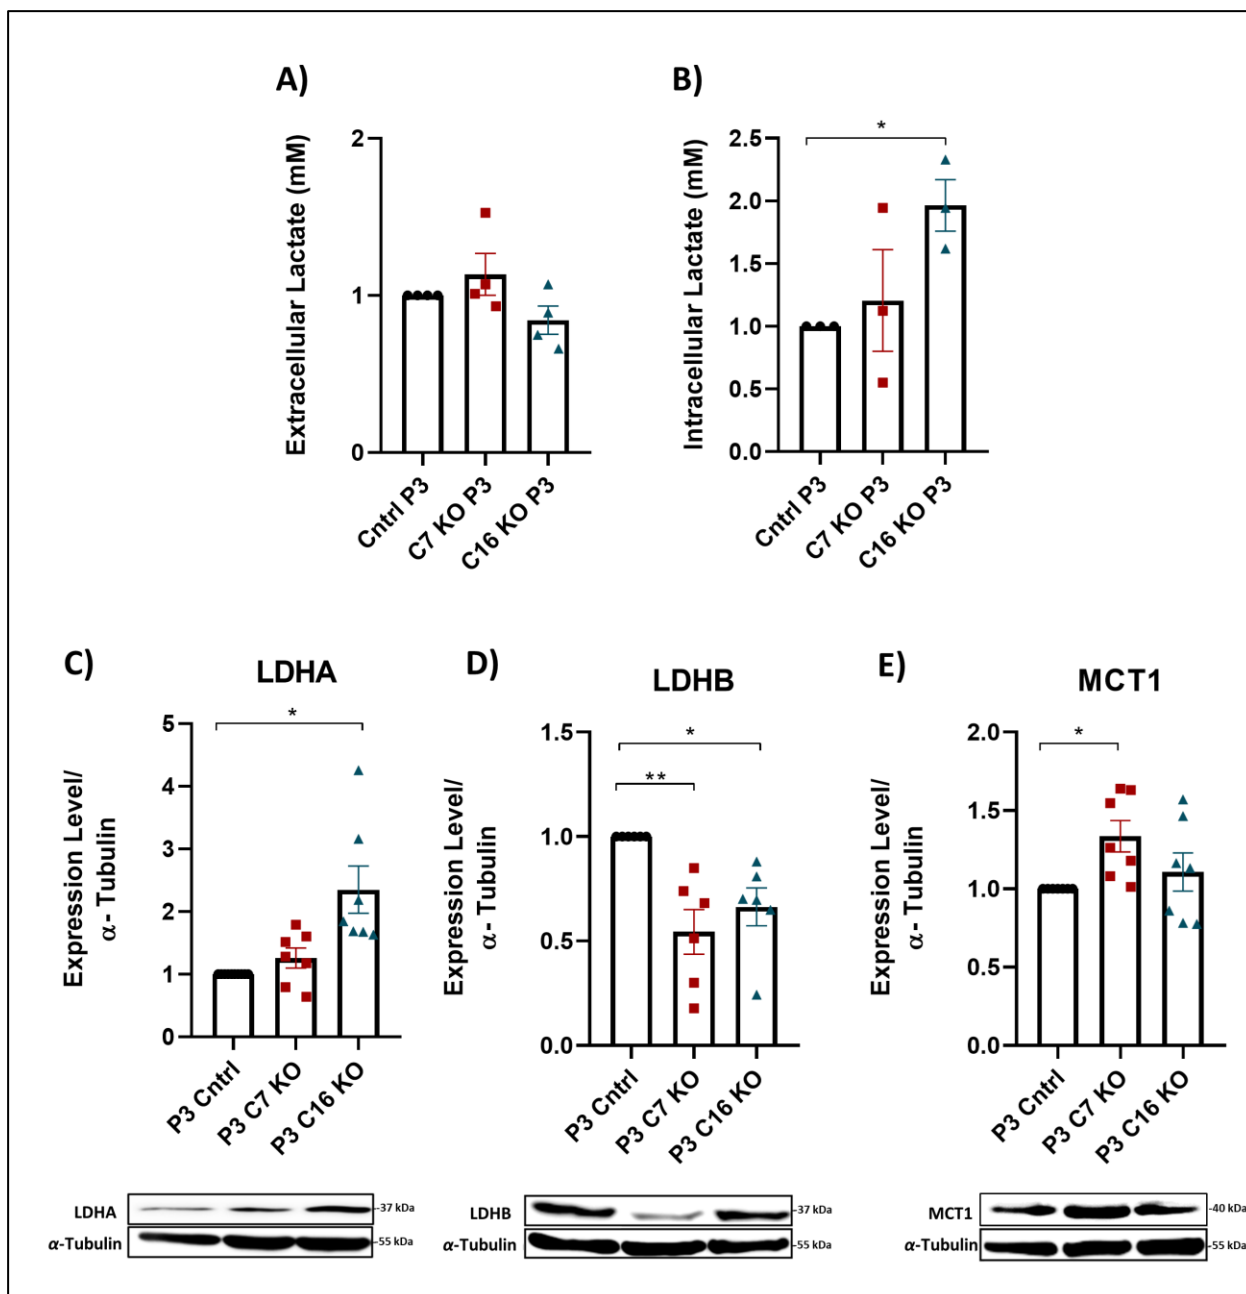 A)
Extracellular Lactate (mM)
2
1
0
Cntrl P3
C7 KO P3
C16 KO P3
B)
Intracellular Lactate (mM)
*
2.5
2.0
1.5
1.0
0.5
0.0
Cntrl P3
C7 KO P3
C16 KO P3
C)
LDHA
Expression Level/
α- Tubulin
*
5
4
3
2
1
0
P3 Cntrl
P3 C7 KO
P3 C16 KO
LDHA
-37 kDa
α-Tubulin
-55 kDa
D)
LDHB
Expression Level/
α- Tubulin
*
**
1.5
1.0
0.5
0.0
P3 Cntrl
P3 C7 KO
P3 C16 KO
LDHB
-37 kDa
α-Tubulin
-55 kDa
E)
MCT1
Expression Level/
α- Tubulin
*
2.0
1.5
1.0
0.5
0.0
P3 Cntrl
P3 C7 KO
P3 C16 KO
MCT1
-40 kDa
α-Tubulin
-55 kDa